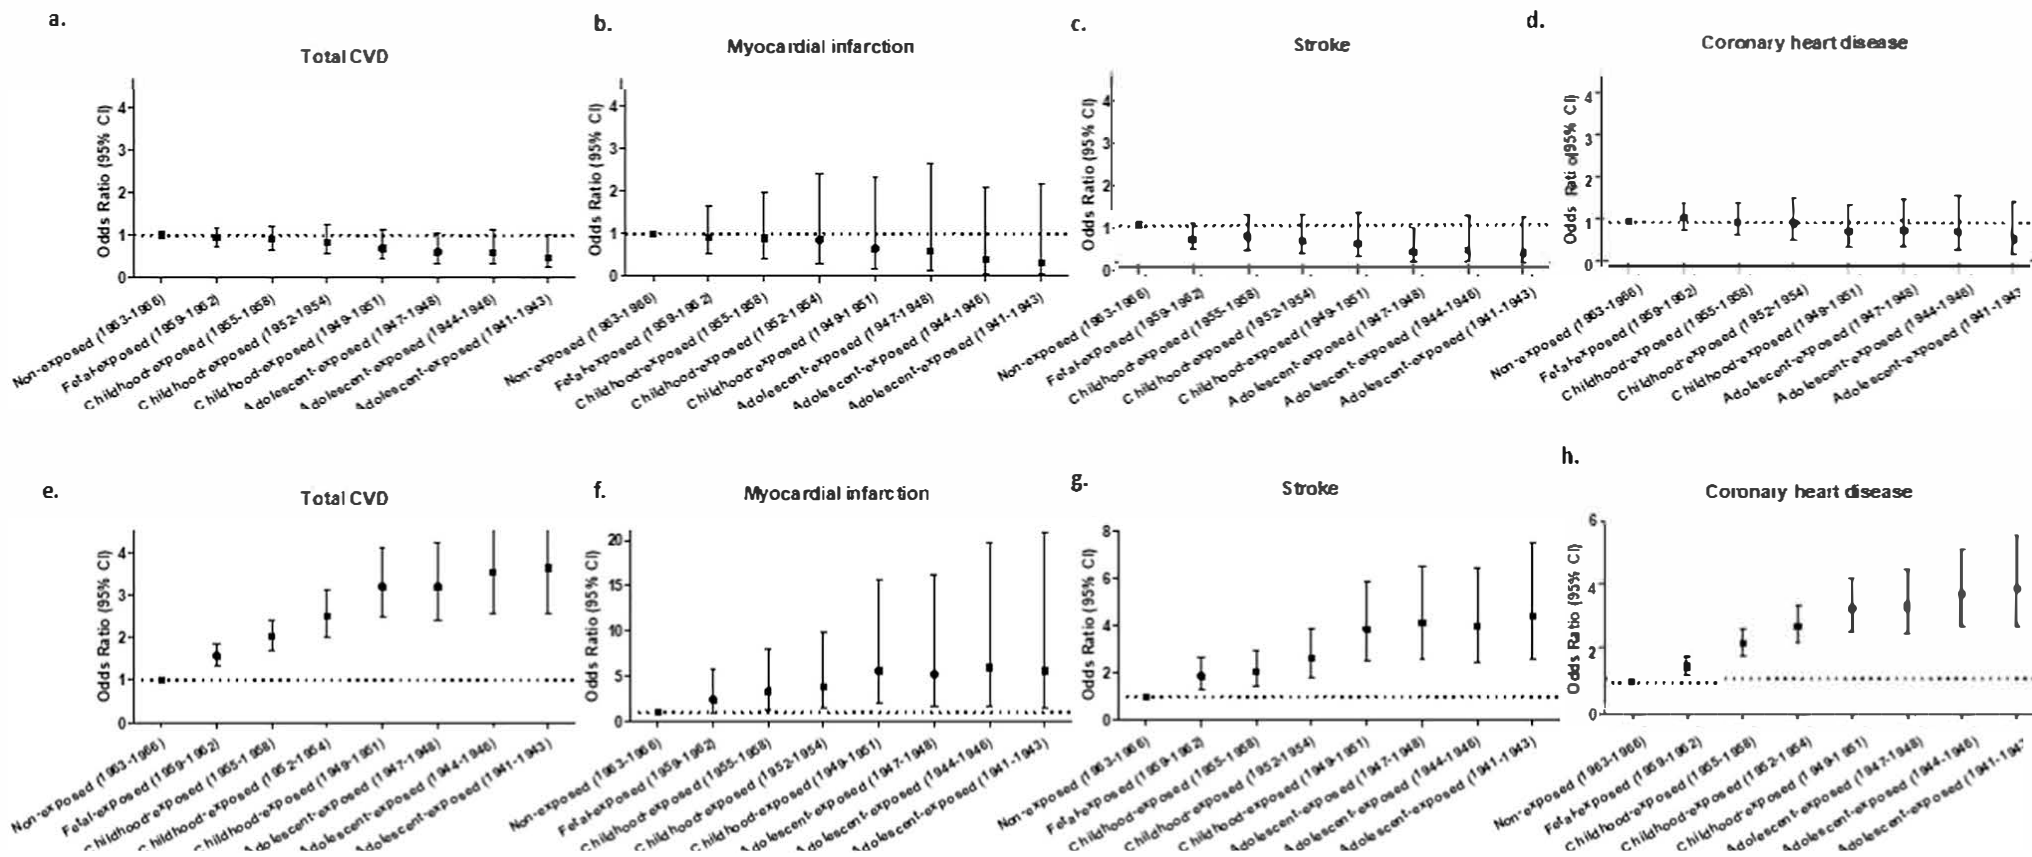 a.
Total CVD
Odds Ratio (95% CI)
4
3
2
1
0
Non-exposed (1963-1966)
Fetal-exposed (1959-1962)
Childhood-exposed (1955-1958)
Childhood-exposed (1952-1954)
Childhood-exposed (1949-1951)
Adolescent-exposed (1947-1948)
Adolescent-exposed (1944-1946)
Adolescent-exposed (1941-1943)
b.
Myocardial infarction
Odds Ratio (95% CI)
4
3
2
1
0
Non-exposed (1963-1966)
Fetal-exposed (1959-1962)
Childhood-exposed (1955-1958)
Childhood-exposed (1952-1954)
Childhood-exposed (1949-1951)
Adolescent-exposed (1947-1948)
Adolescent-exposed (1944-1946)
Adolescent-exposed (1941-1943)
c.
Stroke
Odds Ratio (95% CI)
4
3
2
1
0
Non-exposed (1963-1966)
Fetal-exposed (1959-1962)
Childhood-exposed (1955-1958)
Childhood-exposed (1952-1954)
Childhood-exposed (1949-1951)
Adolescent-exposed (1947-1948)
Adolescent-exposed (1944-1946)
Adolescent-exposed (1941-1943)
d.
Coronary heart disease
Odds Ratio (95% CI)
4
3
2
1
0
Non-exposed (1963-1966)
Fetal-exposed (1959-1962)
Childhood-exposed (1955-1958)
Childhood-exposed (1952-1954)
Childhood-exposed (1949-1951)
Adolescent-exposed (1947-1948)
Adolescent-exposed (1944-1946)
Adolescent-exposed (1941-1943
e.
Total CVD
Odds Ratio (95% CI)
4
3
2
1
0
Non-exposed (1963-1966)
Fetal-exposed (1959-1962)
Childhood-exposed (1955-1958)
Childhood-exposed (1952-1954)
Childhood-exposed (1949-1951)
Adolescent-exposed (1947-1948)
Adolescent-exposed (1944-1946)
Adolescent-exposed (1941-1943)
f.
Myocardial infarction
Odds Ratio (95% CI)
20
15
10
5
0
Non-exposed (1963-1966)
Fetal-exposed (1959-1962)
Childhood-exposed (1955-1958)
Childhood-exposed (1952-1954)
Childhood-exposed (1949-1951)
Adolescent-exposed (1947-1948)
Adolescent-exposed (1944-1946)
Adolescent-exposed (1941-1943)
g.
Stroke
Odds Ratio (95% CI)
8
6
4
2
0
Non-exposed (1963-1966)
Fetal-exposed (1959-1962)
Childhood-exposed (1955-1958)
Childhood-exposed (1952-1954)
Childhood-exposed (1949-1951)
Adolescent-exposed (1947-1948)
Adolescent-exposed (1944-1946)
Adolescent-exposed (1941-1943)
h.
Coronary heart disease
Odds Ratio (95% CI)
6
4
2
0
Non-exposed (1963-1966)
Fetal-exposed (1959-1962)
Childhood-exposed (1955-1958)
Childhood-exposed (1952-1954)
Childhood-exposed (1949-1951)
Adolescent-exposed (1947-1948)
Adolescent-exposed (1944-1946)
Adolescent-exposed (1941-194